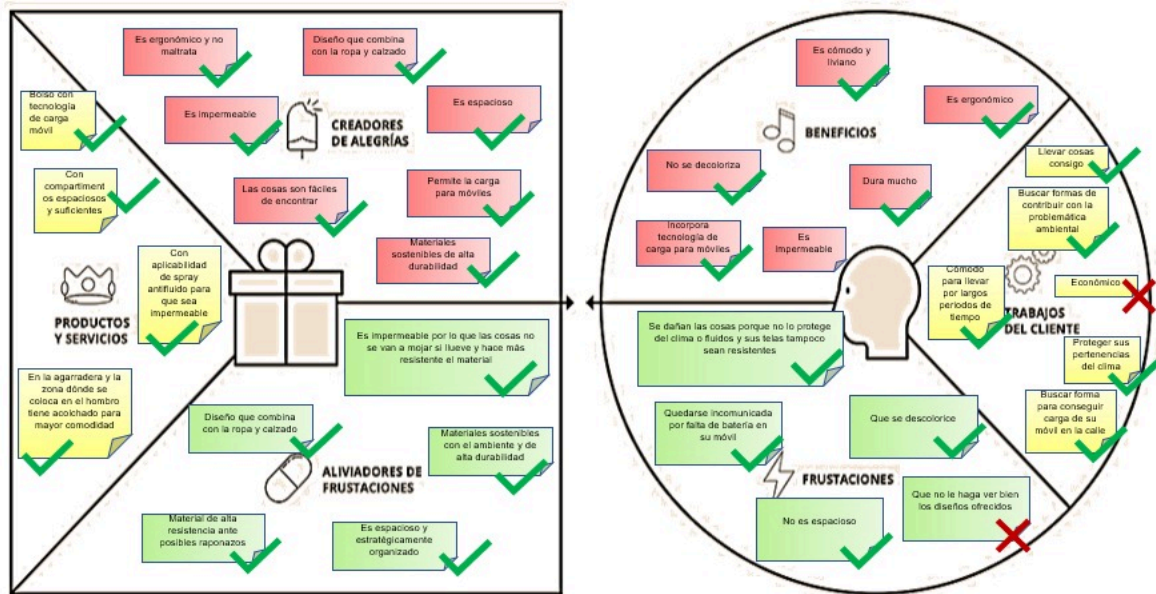 Es ergonómico y no
maltrata
Diseño que combina
con la ropa y calzado
Bolso con
tecnología
de carga
móvil
Es impermeable
CREADORES
DE ALEGRÍAS
Es espacioso
Con
compartiment
os espaciosos
y suficientes
Las cosas son fáciles
de encontrar
Permite la carga
para móviles
Con
aplicabilidad
de spray
antifluido para
que sea
impermeable
Materiales
sostenibles de alta
durabilidad
PRODUCTOS
Y SERVICIOS
Es impermeable por lo que las cosas no
se van a mojar si llueve y hace más
resistente el material
En la agarradera y la
zona dónde se
coloca en el hombro
tiene acolchado para
mayor comodidad
Diseño que combina
con la ropa y calzado
Materiales sostenibles
con el ambiente y de
alta durabilidad
ALIVIADORES DE
FRUSTACIONES
Material de alta
resistencia ante
posibles raponazos
Es espacioso y
estratégicamente
organizado
Es cómodo y
liviano
Es ergonómico
BENEFICIOS
No se decoloriza
Dura mucho
Incorpora
tecnología de
carga para móviles
Es
Impermeable
Llevar cosas
consigo
Buscar formas de
contribuir con la
problemática
ambiental
Cómodo
para llevar
por largos
periodos de
tiempo
Económico
TRABAJOS
DEL CLIENTE
Proteger sus
pertenencias
del clima
Buscar forma
para conseguir
carga de su
móvil en la calle
Se dañan las cosas porque no lo protege
del clima o fluidos y sus telas tampoco
sean resistentes
Quedarse incomunicada
por falta de batería en
su móvil
Que se descolorice
FRUSTACIONES
No es espacioso
Que no le haga ver bien
los diseños ofrecidos